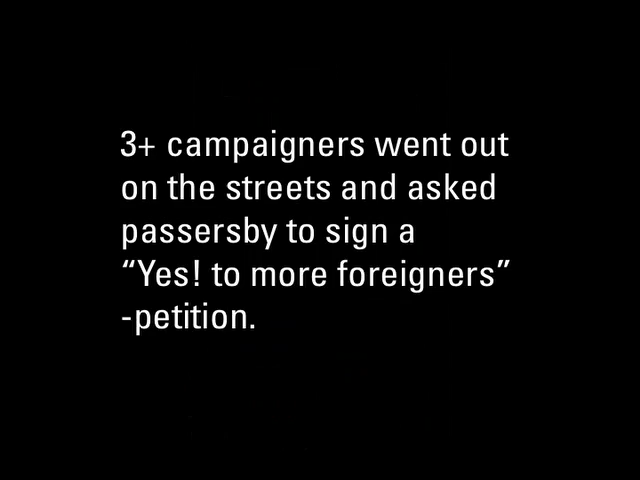 3+ campaigners went out
on the streets and asked
passersby to sign a
“Yes! to more foreigners”
-petition.